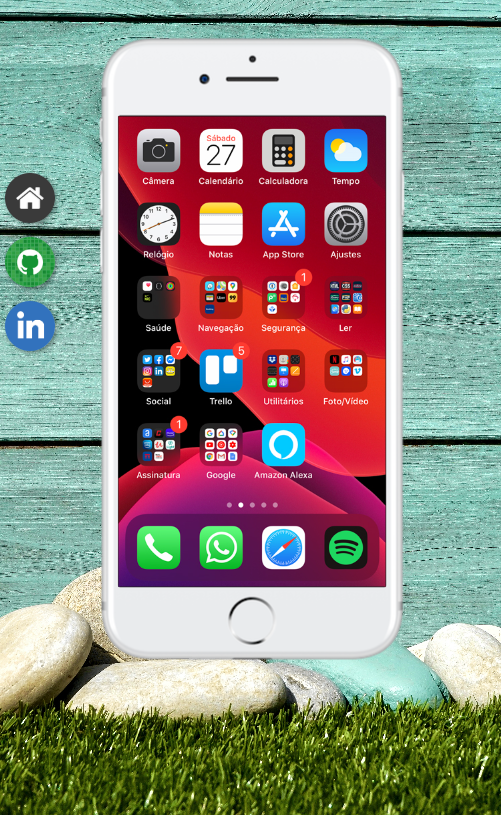 Sábado
27
Câmera
Calendário
Calculadora
Tempo
Relógio
Notas
App Store
Ajustes
1
Saúde
Navegação
Segurança
Ler
7
5
Social
Trello
Utilitários
Foto/Vídeo
1
Assinatura
Google
Amazon Alexa
in